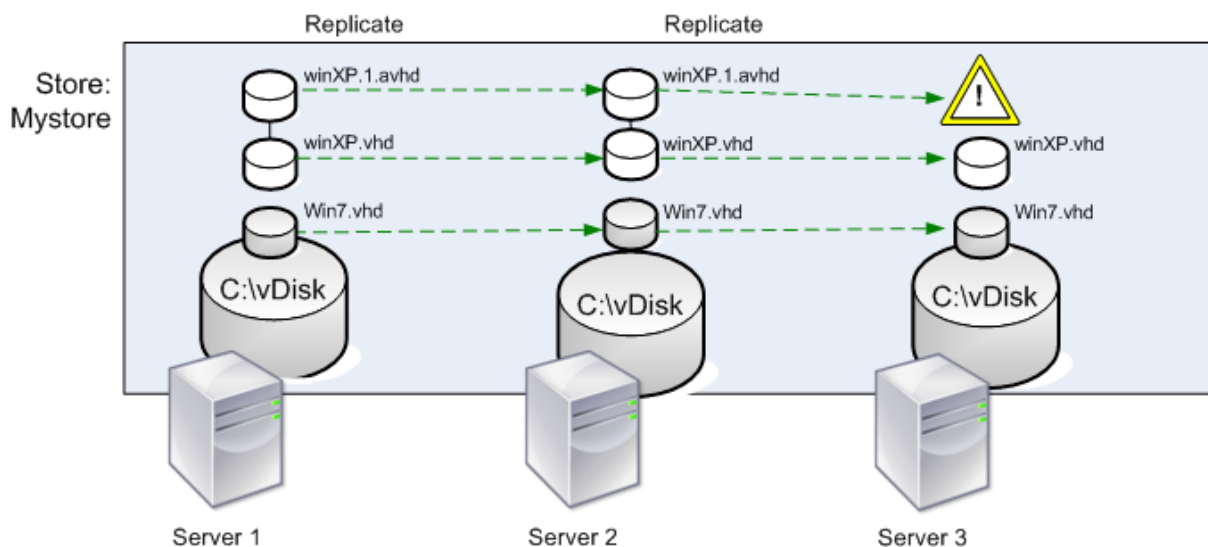 Replicate Replicate
Store:
Mystore
winXP.1.avhd winXP.1.avhd !
winXP.vhd winXP.vhd winXP.vhd
Win7.vhd Win7.vhd Win7.vhd
C:\vDisk C:\vDisk C:\vDisk
Server 1 Server 2 Server 3